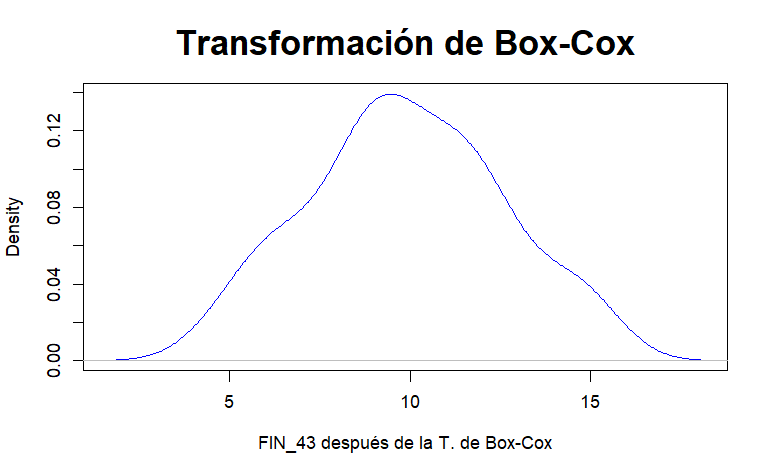 Transformación de Box-Cox
Density
0.12
0.08
0.04
0.00
5 10 15
FIN_43 después de la T. de Box-Cox